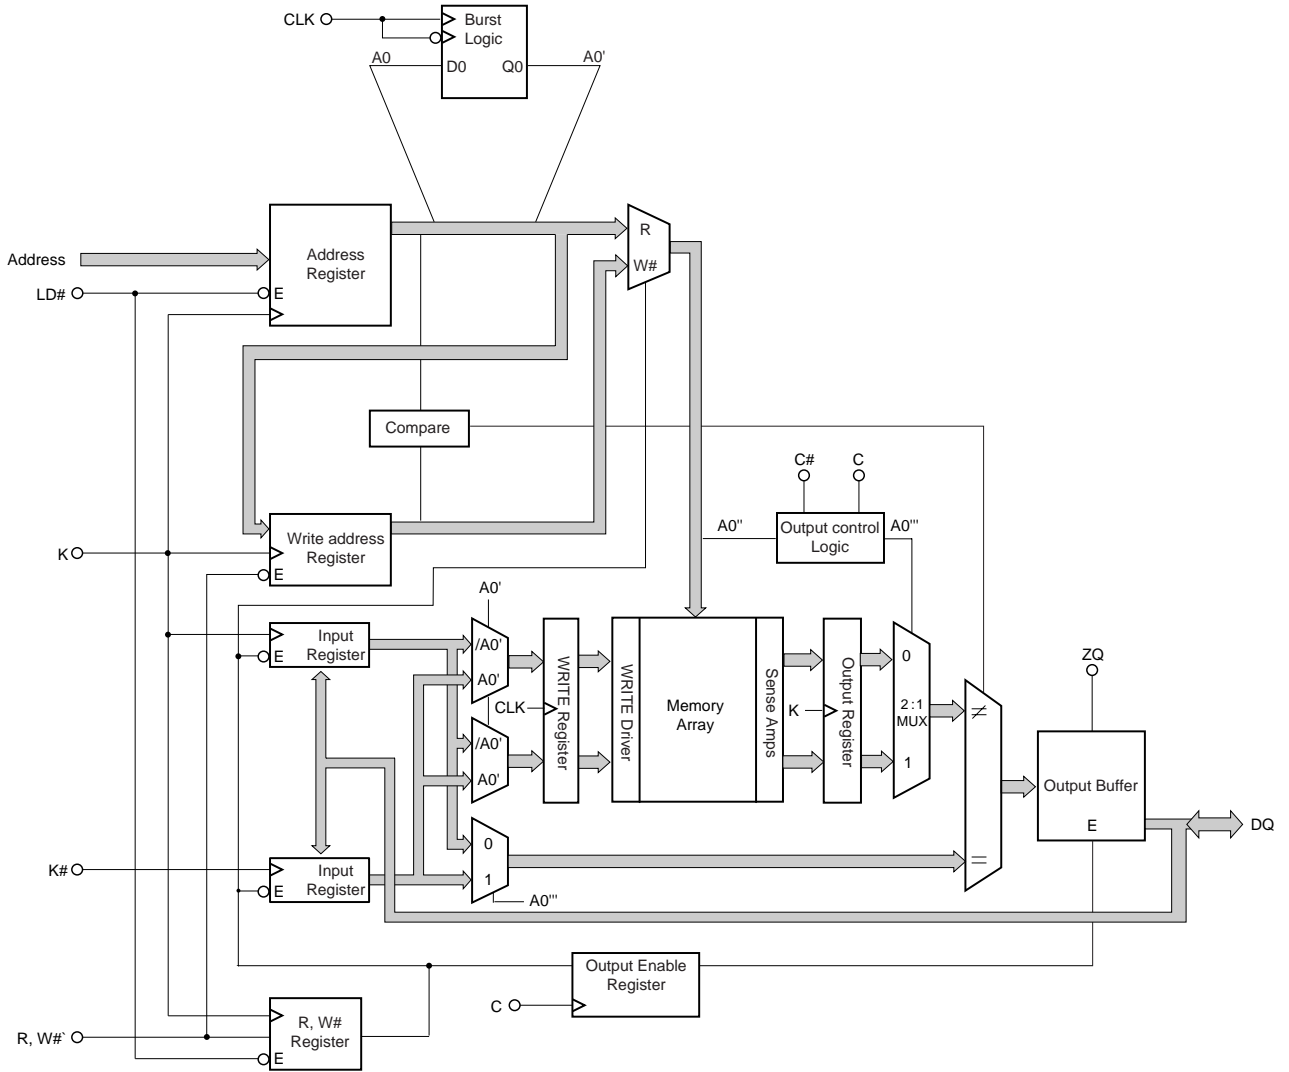 CLK
Burst
Logic
A0
D0
Q0
A0'
Address
Address
Register
LD#
E
R
W#
Compare
C#
C
A0''
Output control
Logic
A0'''
K
Write address
Register
E
A0'
Input
Register
E
/A0'
A0'
CLK
/A0'
A0'
WRITE Register
WRITE Driver
Memory
Array
Sense Amps
K
Output Register
0
2:1
MUX
1
≠
=
ZQ
Output Buffer
E
DQ
K#
Input
Register
E
0
1
A0'''
Output Enable
Register
C
R, W#`
R, W#
Register
E